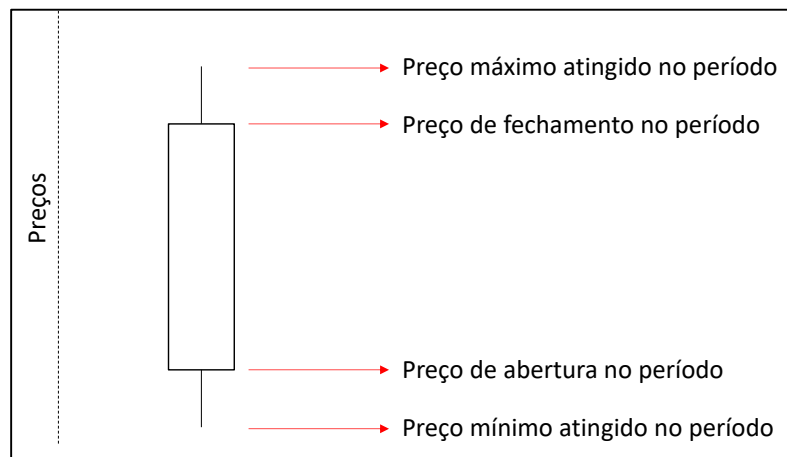 Preços
Preço máximo atingido no período
Preço de fechamento no período
Preço de abertura no período
Preço mínimo atingido no período